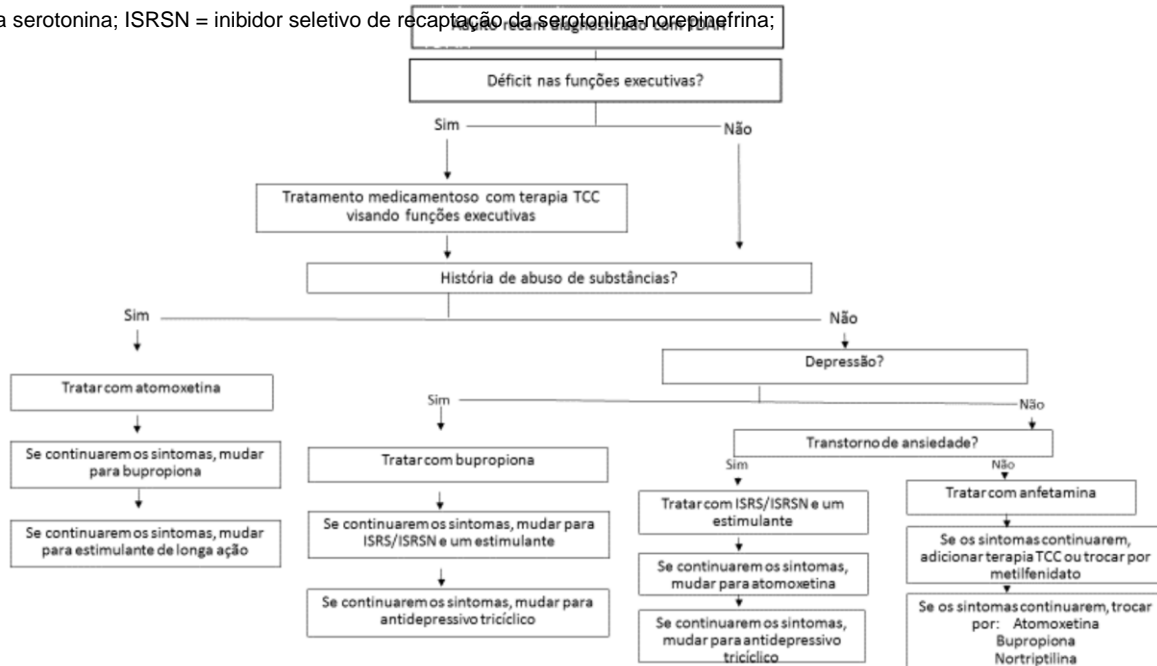 a serotonina; ISRSN = inibidor seletivo de recaptação da serotonina-norepinefrina;
Adulto recém diagnosticado com TDAH
Déficit nas funções executivas?
Sim
Não
Tratamento medicamentoso com terapia TCC
visando funções executivas
História de abuso de substâncias?
Sim
Não
Depressão?
Tratar com atomoxetina
Sim
Não
Transtorno de ansiedade?
Se continuarem os sintomas, mudar
para bupropiona
Tratar com bupropiona
Sim
Não
Tratar com anfetamina
Tratar com ISRS/ISRSN e um
estimulante
Se continuarem os sintomas, mudar
para estimulante de longa ação
Se continuarem os sintomas, mudar para
ISRS/ISRSN e um estimulante
Se os sintomas continuarem,
adicionar terapia TCC ou trocar por
metilfenidato
Se continuarem os sintomas,
mudar para atomoxetina
Se continuarem os sintomas, mudar para
antidepressivo tricíclico
Se os sintomas continuarem, trocar
por: Atomoxetina
Bupropiona
Nortriptilina
Se continuarem os sintomas,
mudar para antidepressivo
tricíclico